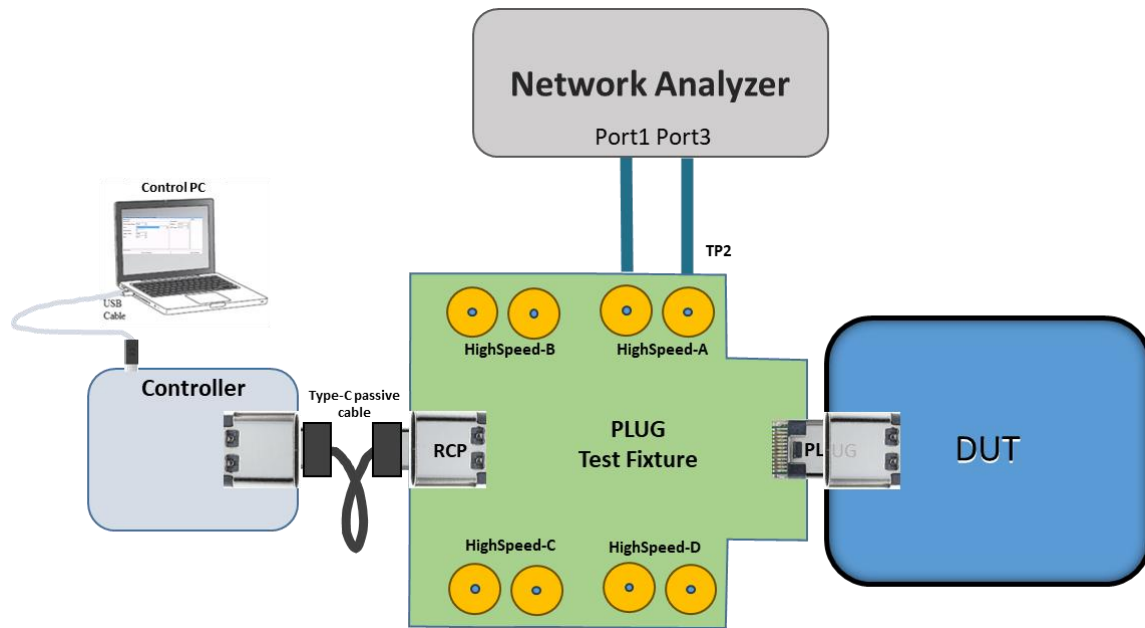 Network Analyzer
Port1 Port3
Control PC
TP2
USB
Cable
HighSpeed-B
HighSpeed-A
Controller
Type-C passive
cable
RCP
PLUG
Test Fixture
PLUG
DUT
HighSpeed-C
HighSpeed-D